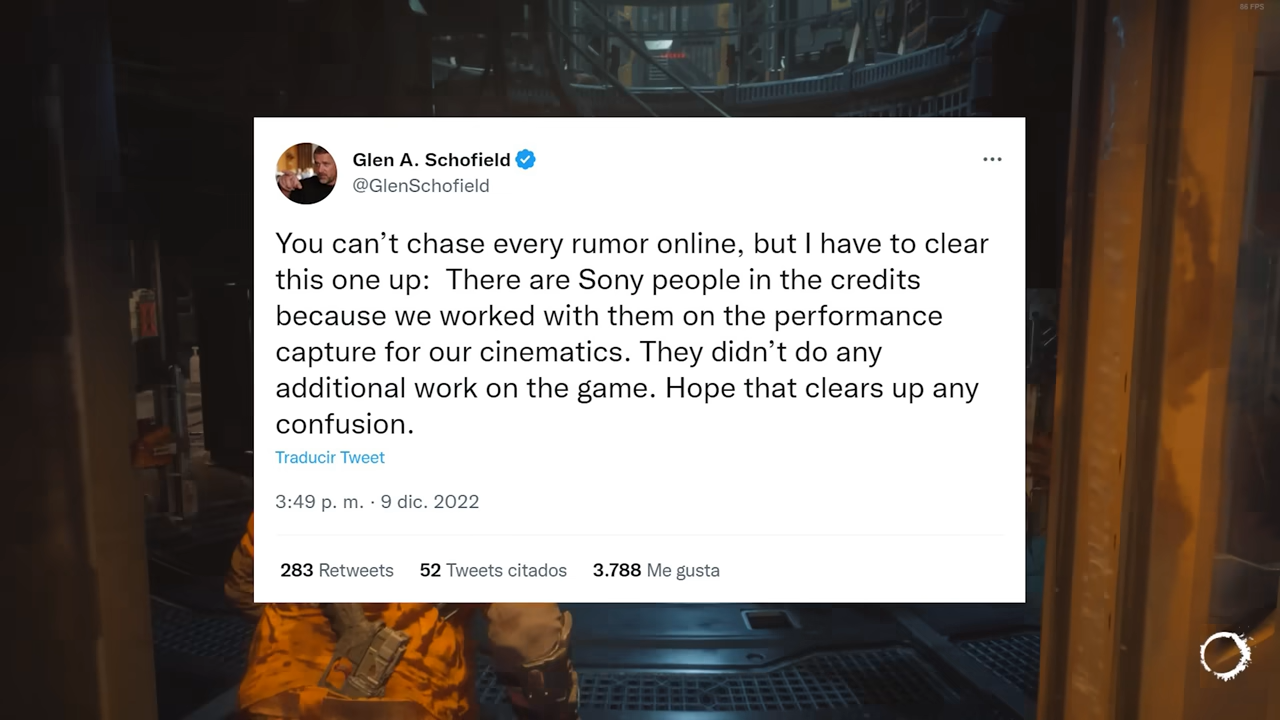 66 FPS
Glen A. Schofield
@GlenSchofield
You can’t chase every rumor online, but I have to clear
this one up:  There are Sony people in the credits
because we worked with them on the performance
capture for our cinematics. They didn’t do any
additional work on the game. Hope that clears up any
confusion.
Traducir Tweet
3:49 p. m. · 9 dic. 2022
283 Retweets 52 Tweets citados 3.788 Me gusta